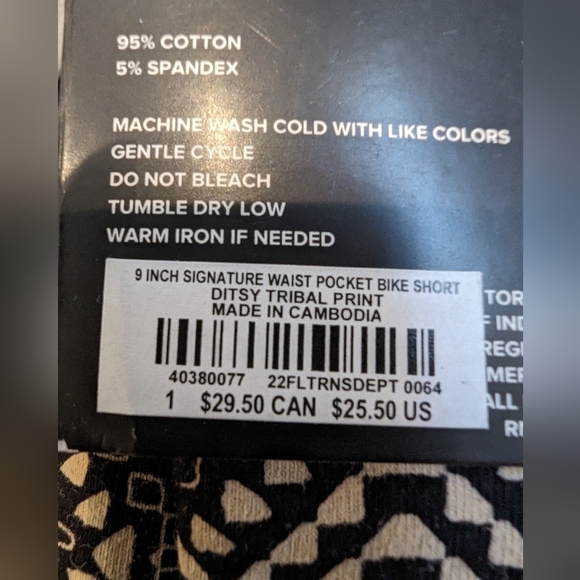 95% COTTON
5% SPANDEX
MACHINE WASH COLD WITH LIKE COLORS
GENTLE CYCLE
DO NOT BLEACH
TUMBLE DRY LOW
WARM IRON IF NEEDED
9 INCH SIGNATURE WAIST POCKET BIKE SHORT
DITSY TRIBAL PRINT
MADE IN CAMBODIA
40380077 22FLTRNSDEPT 0064
1 $29.50 CAN $25.50 US